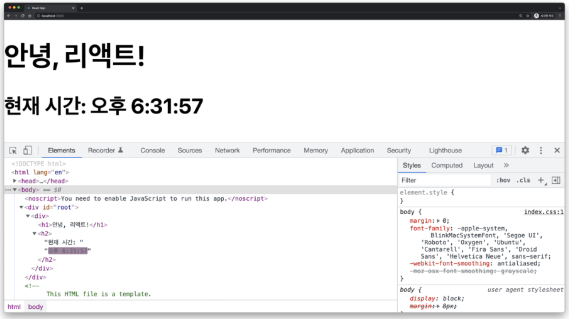 React App
localhost:3000
안녕, 리액트!
현재 시간: 오후 6:31:57
Elements Recorder Console Sources Network Performance Memory Application Security Lighthouse 1
<!DOCTYPE html>
<html lang="en">
<head>…</head>
<body> == $0
<noscript>You need to enable JavaScript to run this app.</noscript>
<div id="root">
<div>
<h1>안녕, 리액트!</h1>
<h2>
"현재 시간: "
"오후 6:31:57"
</h2>
</div>
</div>
<!--
This HTML file is a template.
html body
Styles Computed Layout »
Filter :hov .cls +
element.style {
}
body { index.css:1
margin: 0;
font-family: -apple-system,
BlinkMacSystemFont, 'Segoe UI',
'Roboto', 'Oxygen', 'Ubuntu',
'Cantarell', 'Fira Sans', 'Droid
Sans', 'Helvetica Neue', sans-serif;
-webkit-font-smoothing: antialiased;
-moz-osx-font-smoothing: grayscale;
}
body { user agent stylesheet
display: block;
margin: 8px;